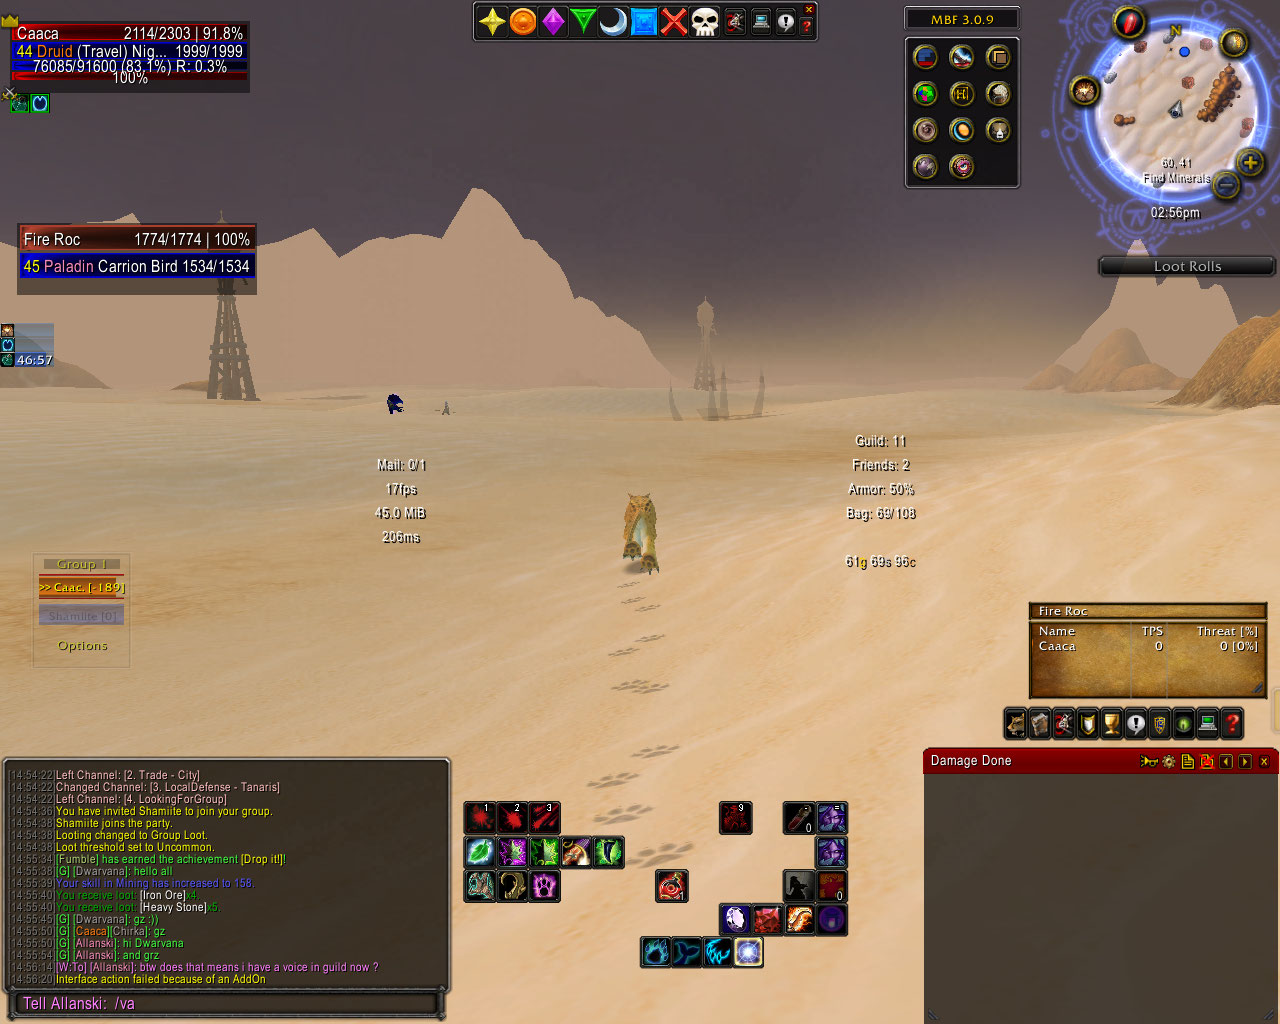 Caaca 2114/2303 | 91.8%
44 Druid (Travel) Nig... 1999/1999
76085/91600 (83.1%) R: 0.3%
100%
MBF 3.0.9
N
60,41
Find Minerals
02:56pm
Loot Rolls
Fire Roc 1774/1774 | 100%
45 Paladin Carrion Bird 1534/1534
46:57
Mail: 0/1
17fps
45.0 MiB
206ms
Guild: 11
Friends: 2
Armor: 50%
Bag: 69/108
61g 69s 96c
Group 1
>> Caac. [-189]
Shamiite [0]
Options
Fire Roc
Name TPS Threat [%]
Caaca 0 0 [0%]
Damage Done
[14:54:22] Left Channel: [2. Trade - City]
[14:54:22] Changed Channel: [3. LocalDefense - Tanaris]
[14:54:22] Left Channel: [4. LookingForGroup]
[14:54:36] You have invited Shamiite to join your group.
[14:54:38] Shamiite joins the party.
[14:54:38] Looting changed to Group Loot.
[14:54:38] Loot threshold set to Uncommon.
[14:55:34] [Fumble] has earned the achievement [Drop it!]!
[14:55:38] [G] [Dwarvana]: hello all
[14:55:39] Your skill in Mining has increased to 158.
[14:55:40] You receive loot: [Iron Ore]x4.
[14:55:40] You receive loot: [Heavy Stone]x5.
[14:55:45] [G] [Dwarvana]: gz :))
[14:55:50] [G] [Caaca][Chirka]: gz
[14:55:50] [G] [Allanski]: hi Dwarvana
[14:55:54] [G] [Allanski]: and grz
[14:56:14] [W:To] [Allanski]: btw does that means i have a voice in guild now ?
[14:56:20] Interface action failed because of an AddOn
Tell Allanski: /va
1 2 3 9 - =
0
1 0